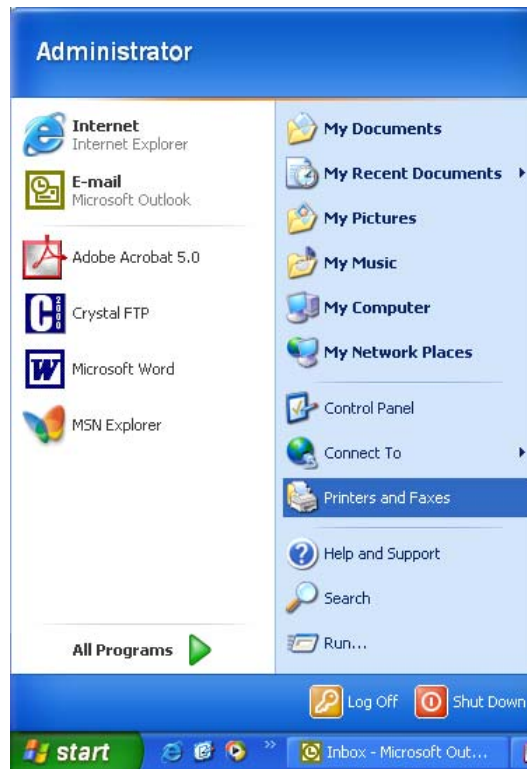 Administrator
Internet
Internet Explorer
E-mail
Microsoft Outlook
Adobe Acrobat 5.0
Crystal FTP
Microsoft Word
MSN Explorer
All Programs
My Documents
My Recent Documents
My Pictures
My Music
My Computer
My Network Places
Control Panel
Connect To
Printers and Faxes
Help and Support
Search
Run...
Log Off
Shut Down
start
Inbox - Microsoft Out...